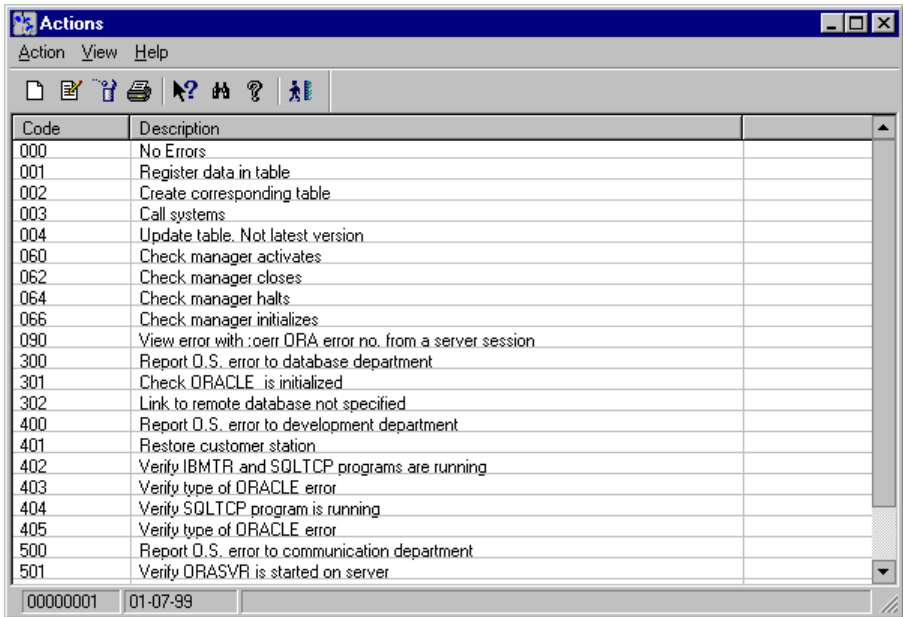 Actions
Action View Help
Code Description
000 No Errors
001 Register data in table
002 Create corresponding table
003 Call systems
004 Update table. Not latest version
060 Check manager activates
062 Check manager closes
064 Check manager halts
066 Check manager initializes
090 View error with :oerr ORA error no. from a server session
300 Report O.S. error to database department
301 Check ORACLE is initialized
302 Link to remote database not specified
400 Report O.S. error to development department
401 Restore customer station
402 Verify IBMTR and SQLTCP programs are running
403 Verify type of ORACLE error
404 Verify SQLTCP program is running
405 Verify type of ORACLE error
500 Report O.S. error to communication department
501 Verify ORASVR is started on server
00000001 01-07-99